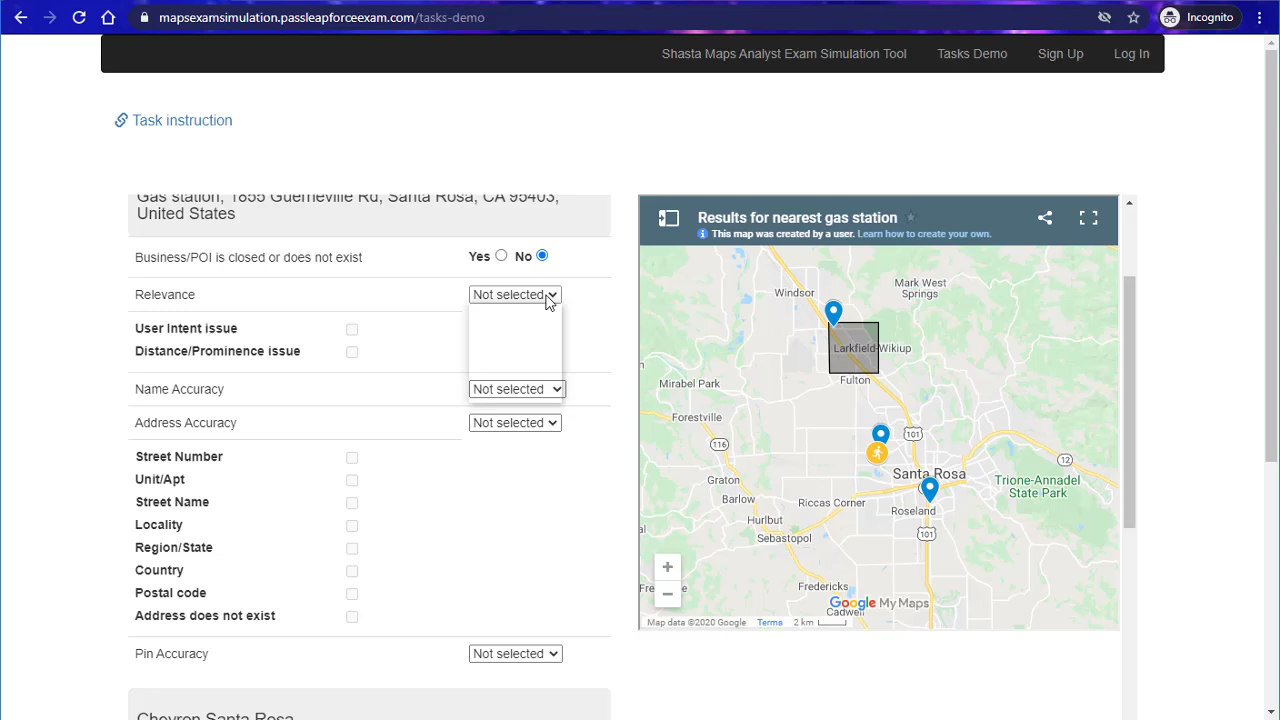 mapsexamsimulation.passleapforceexam.com/tasks-demo
Incognito
Shasta Maps Analyst Exam Simulation Tool
Tasks Demo
Sign Up
Log In
Task instruction
Gas station, 1855 Guerneville Rd, Santa Rosa, CA 95403,
United States
Business/POI is closed or does not exist
Yes
No
Relevance
Not selected
User Intent issue
Distance/Prominence issue
Name Accuracy
Not selected
Address Accuracy
Not selected
Street Number
Unit/Apt
Street Name
Locality
Region/State
Country
Postal code
Address does not exist
Pin Accuracy
Not selected
Chevron Santa Rosa
Results for nearest gas station
This map was created by a user. Learn how to create your own.
Windsor
Mark West
Springs
Larkfield-Wikiup
Fulton
Mirabel Park
Forestville
116
101
12
Santa Rosa
Trione-Annadel
State Park
Graton
Barlow
Riccas Corner
Roseland
Hurlbut
Sebastopol
101
Fredericks
Cadwell
Google My Maps
Map data ©2020 Google
Terms
2 km